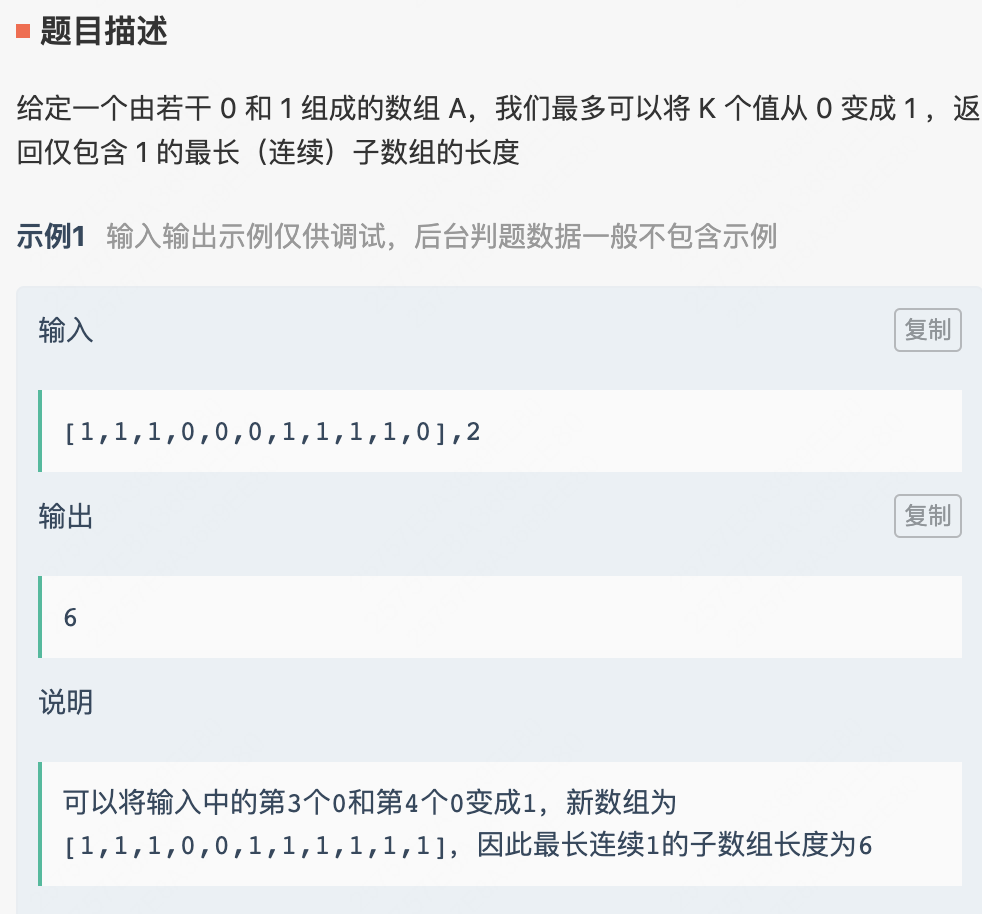 题目描述
给定一个由若干 0 和 1 组成的数组 A，我们最多可以将 K 个值从 0 变成 1 ，返
回仅包含 1 的最长（连续）子数组的长度
示例1 输入输出示例仅供调试，后台判题数据一般不包含示例
输入
复制
[1,1,1,0,0,0,1,1,1,1,0],2
输出
复制
6
说明
可以将输入中的第3个0和第4个0变成1，新数组为
[1,1,1,0,0,1,1,1,1,1,1]，因此最长连续1的子数组长度为6